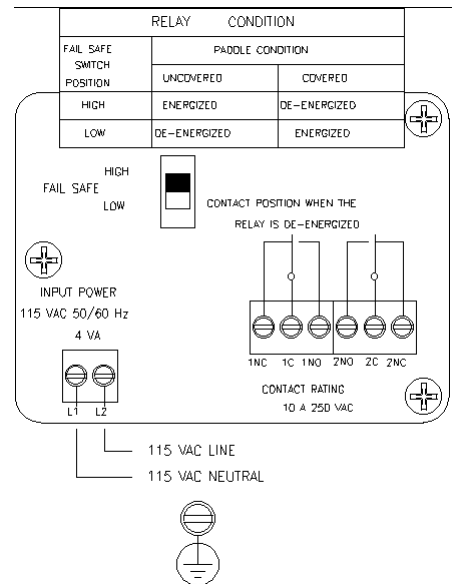 RELAY CONDITION
FAIL SAFE
SWITCH
POSITION
PADDLE CONDITION
UNCOVERED
COVERED
HIGH
ENERGIZED
DE-ENERGIZED
LOW
DE-ENERGIZED
ENERGIZED
FAIL SAFE
HIGH
LOW
CONTACT POSITION WHEN THE
RELAY IS DE-ENERGIZED
INPUT POWER
115 VAC 50/60 Hz
4 VA
L1 L2
1NC 1C 1NO 2NO 2C 2NC
CONTACT RATING
10 A 250 VAC
115 VAC LINE
115 VAC NEUTRAL